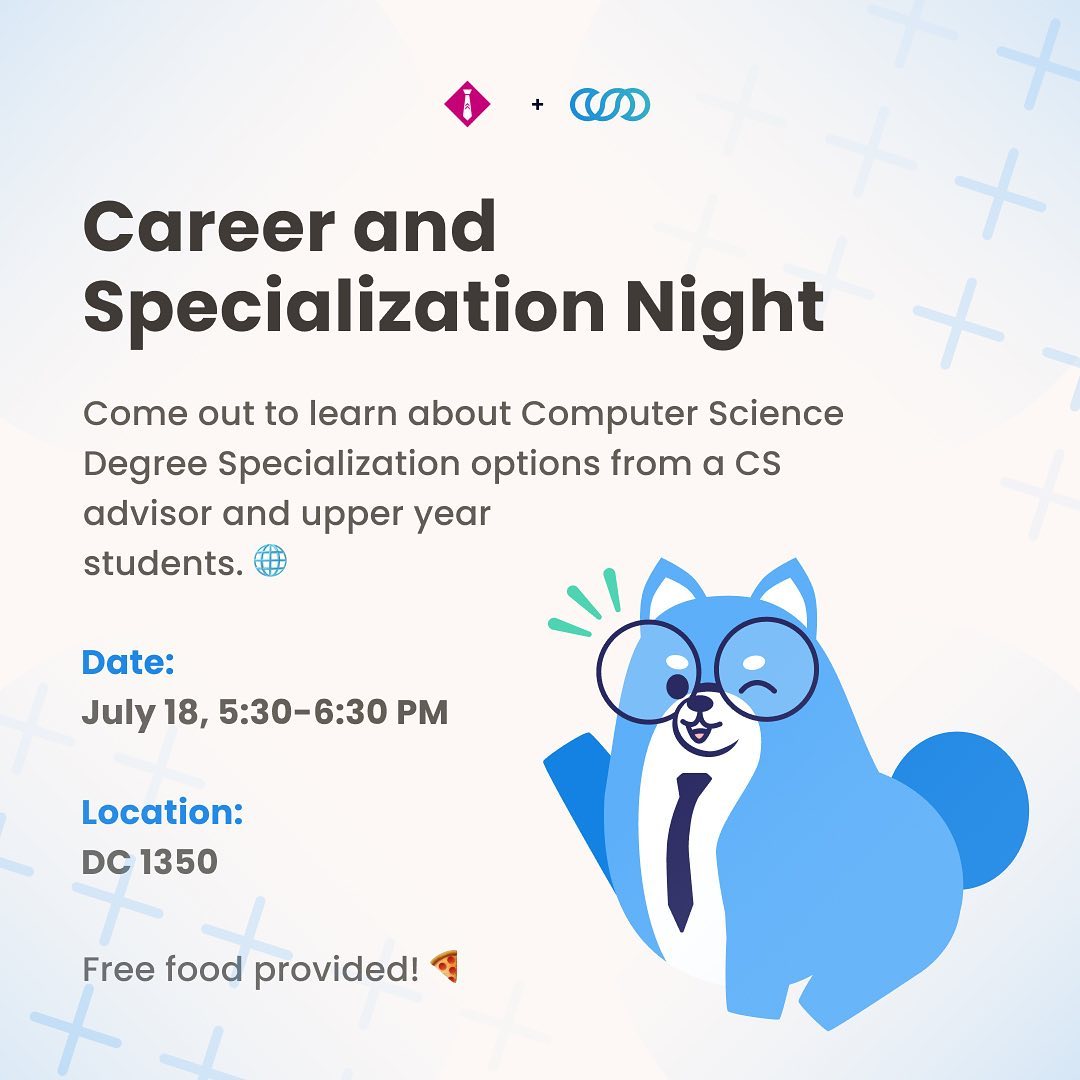 +
Career and
Specialization Night
Come out to learn about Computer Science
Degree Specialization options from a CS
advisor and upper year
students. 🌐
Date:
July 18, 5:30-6:30 PM
Location:
DC 1350
Free food provided! 🍕